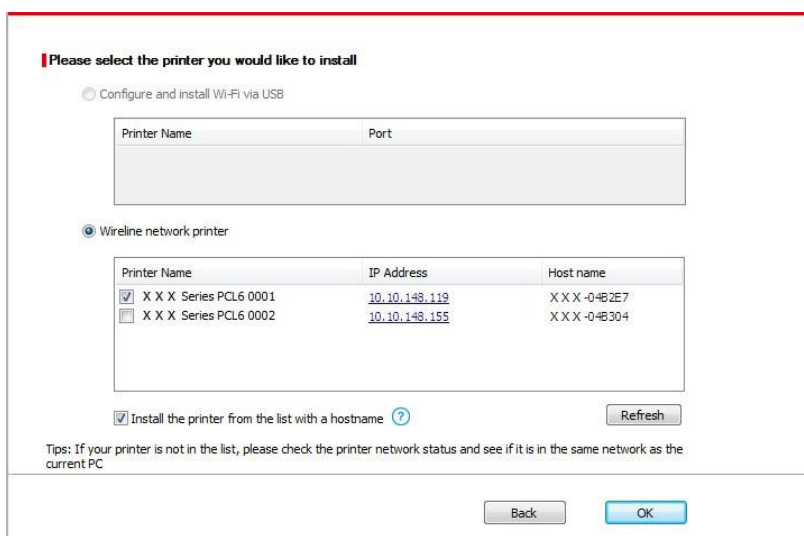 Please select the printer you would like to install
Configure and install Wi-Fi via USB
Printer Name Port
Wireline network printer
Printer Name IP Address Host name
X X X Series PCL6 0001 10.10.148.119 X X X -04B2E7
X X X Series PCL6 0002 10.10.148.155 X X X -04B304
Install the printer from the list with a hostname ? Refresh
Tips: If your printer is not in the list, please check the printer network status and see if it is in the same network as the
current PC
Back OK